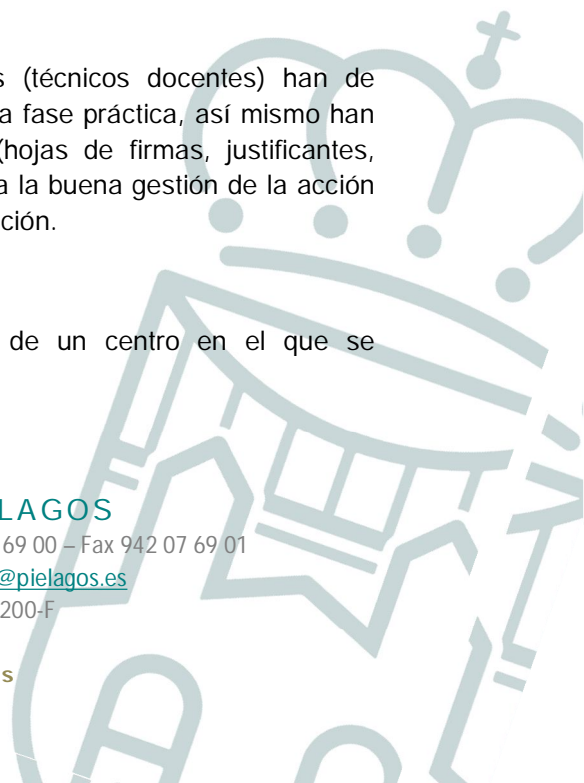 s (técnicos docentes) han de
a fase práctica, así mismo han
(hojas de firmas, justificantes,
a la buena gestión de la acción
ción.
de un centro en el que se
LAGOS
69 00 – Fax 942 07 69 01
@pielagos.es
200-F
s